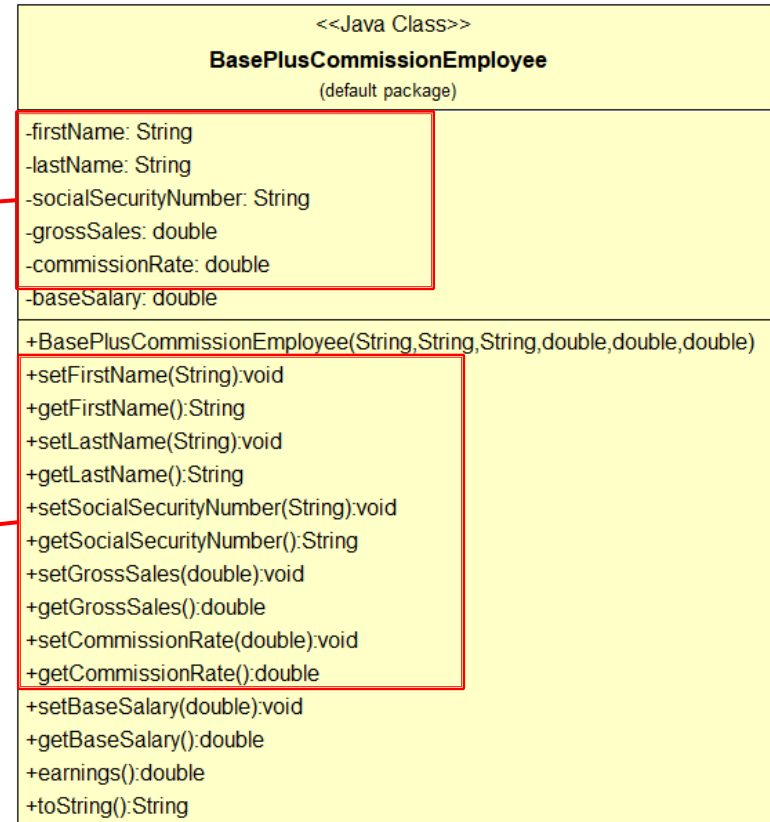 <<Java Class>>
BasePlusCommissionEmployee
(default package)
-firstName: String
-lastName: String
-socialSecurityNumber: String
-grossSales: double
-commissionRate: double
-baseSalary: double
+BasePlusCommissionEmployee(String,String,String,double,double,double)
+setFirstName(String):void
+getFirstName():String
+setLastName(String):void
+getLastName():String
+setSocialSecurityNumber(String):void
+getSocialSecurityNumber():String
+setGrossSales(double):void
+getGrossSales():double
+setCommissionRate(double):void
+getCommissionRate():double
+setBaseSalary(double):void
+getBaseSalary():double
+earnings():double
+toString():String